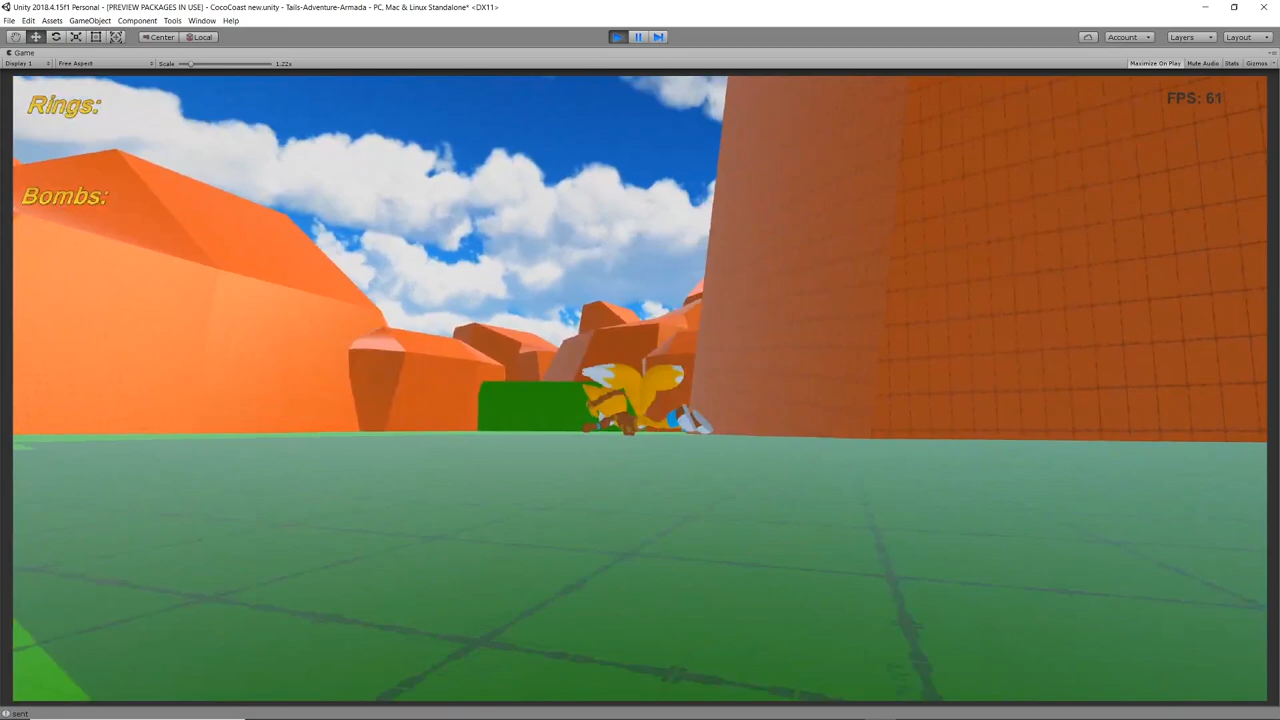 Unity 2018.4.15f1 Personal - [PREVIEW PACKAGES IN USE] - CocoCoast new.unity - Tails-Adventure-Armada - PC, Mac & Linux Standalone* <DX11>
File Edit Assets GameObject Component Tools Window Help
Center Local Account Layers Layout
Game
Display 1 Free Aspect Scale 1.22x Maximize On Play Mute Audio Stats Gizmos
Rings: FPS: 61
Bombs:
sent